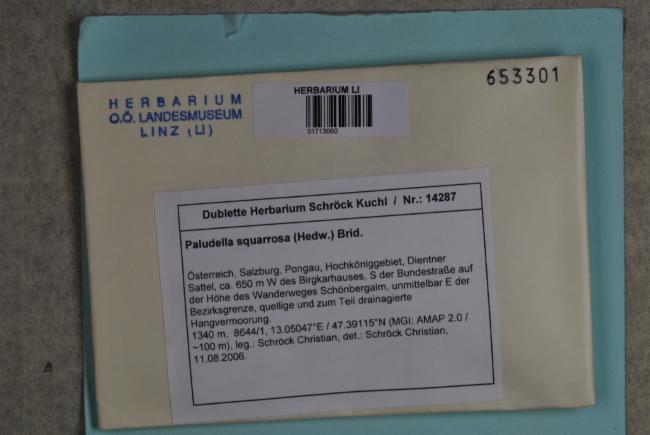 HERBARIUM
O.Ö. LANDESMUSEUM
LINZ (LI)
HERBARIUM LI
01713060
653301
Dublette Herbarium Schröck Kuchl / Nr.: 14287
Paludella squarrosa (Hedw.) Brid.
Österreich, Salzburg, Pongau, Hochköniggebiet, Dientner
Sattel, ca. 650 m W des Birgkarhauses, S der Bundestraße auf
der Höhe des Wanderweges Schönbergalm, unmittelbar E der
Bezirksgrenze, quellige und zum Teil drainagierte
Hangvermoorung.
1340 m, 8644/1, 13.05047°E / 47.39115°N (MGI: AMAP 2.0 /
~100 m), leg.: Schröck Christian, det.: Schröck Christian,
11.08.2006.